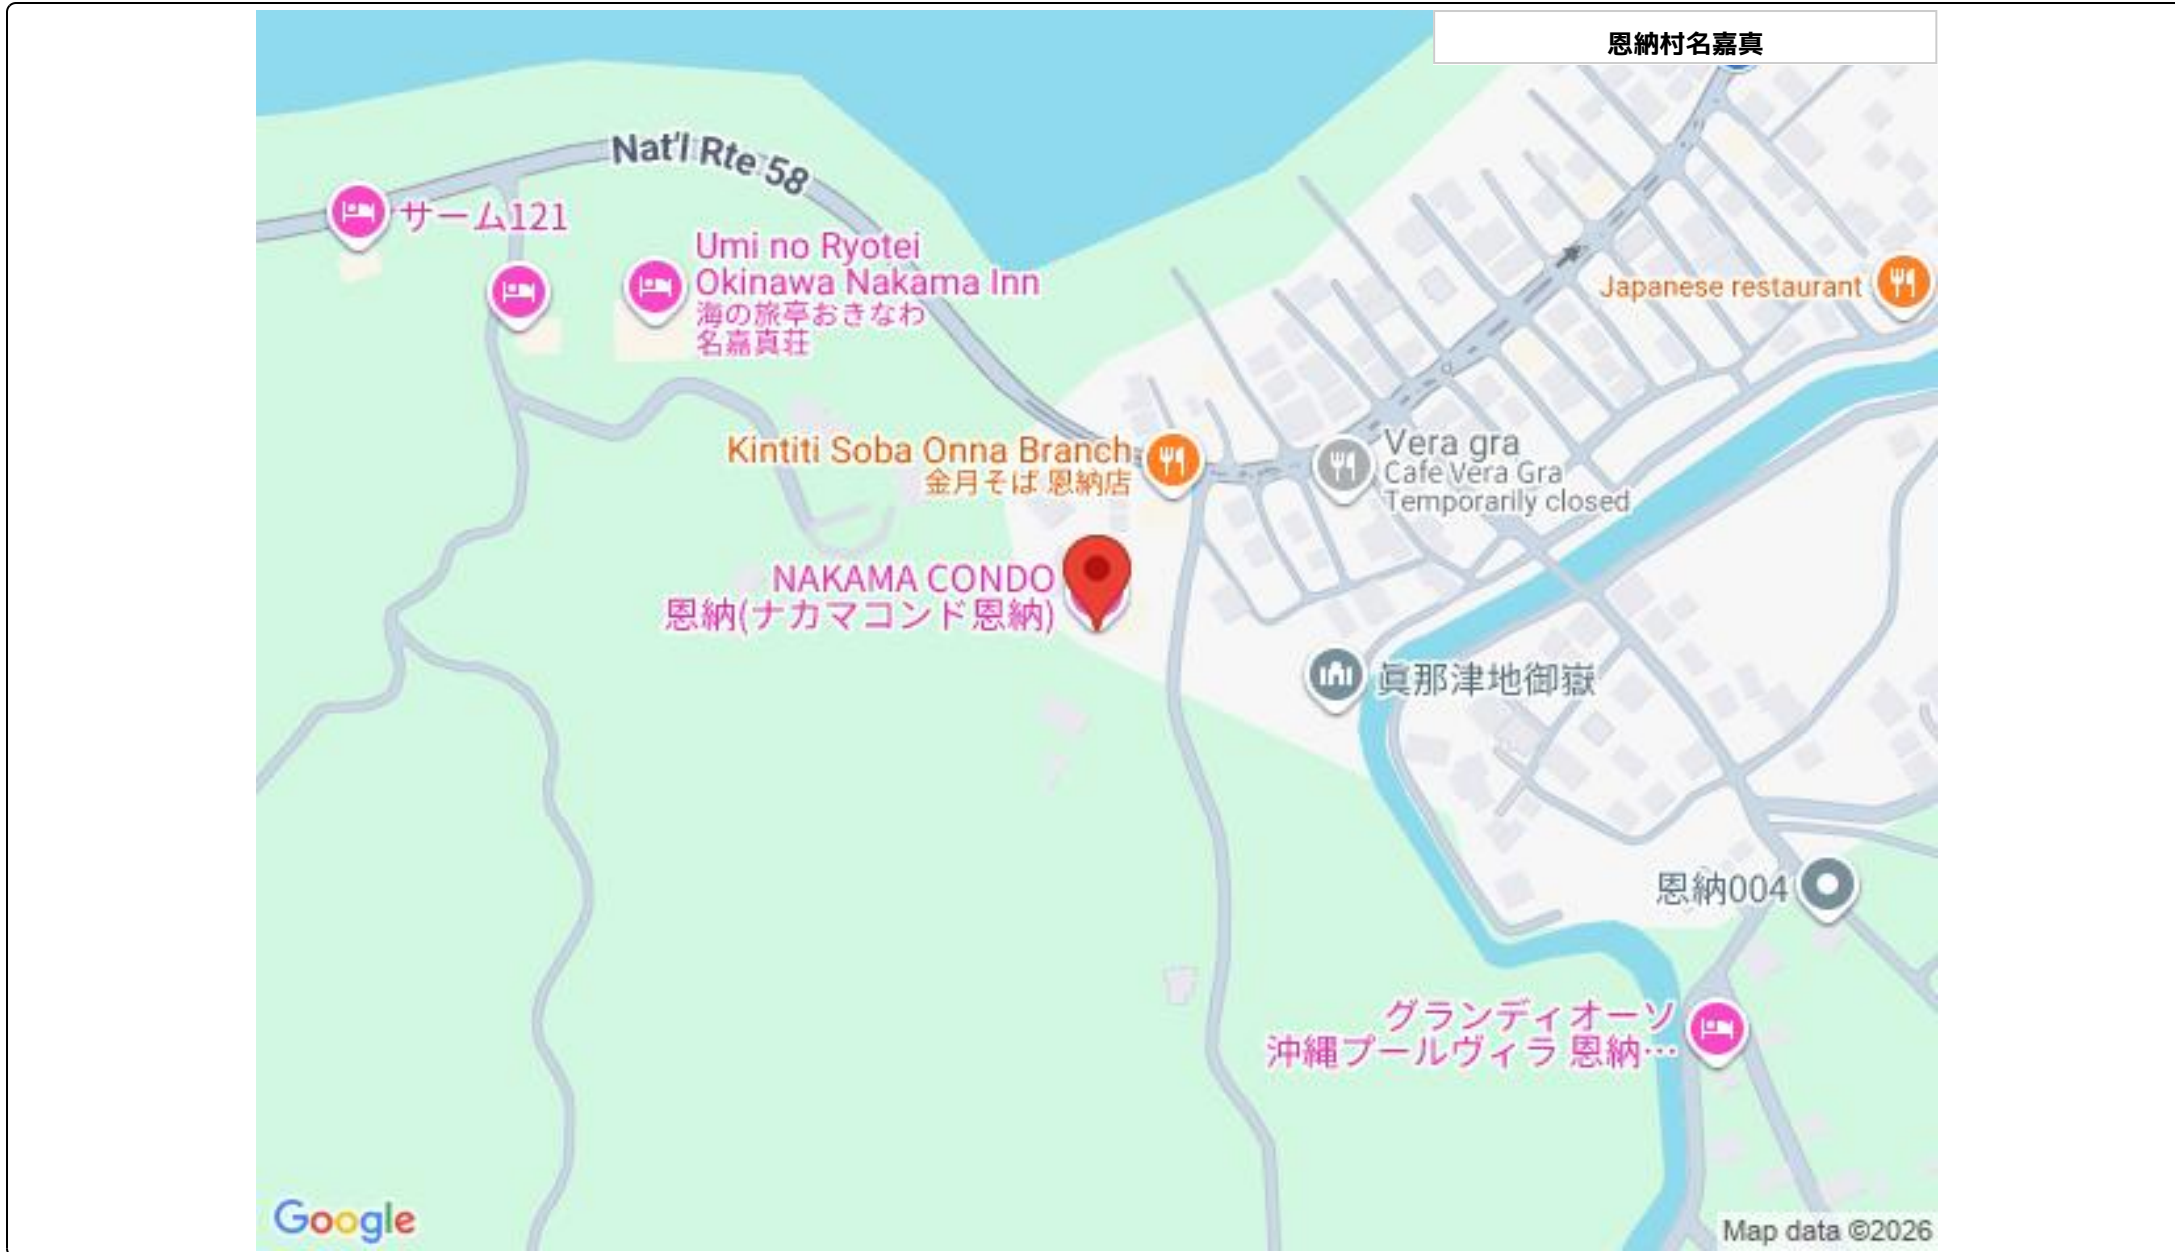 恩納村名嘉真
Nat'l Rte 58
サーム121
Umi no Ryotei
Okinawa Nakama Inn
海の旅亭おきなわ
名嘉真荘
Japanese restaurant
Kintiti Soba Onna Branch
金月そば 恩納店
Vera gra
Cafe Vera Gra
Temporarily closed
NAKAMA CONDO
恩納(ナカマコンド恩納)
眞那津地御嶽
恩納004
グランディオーソ
沖縄プールヴィラ 恩納…
Google
Map data ©2026